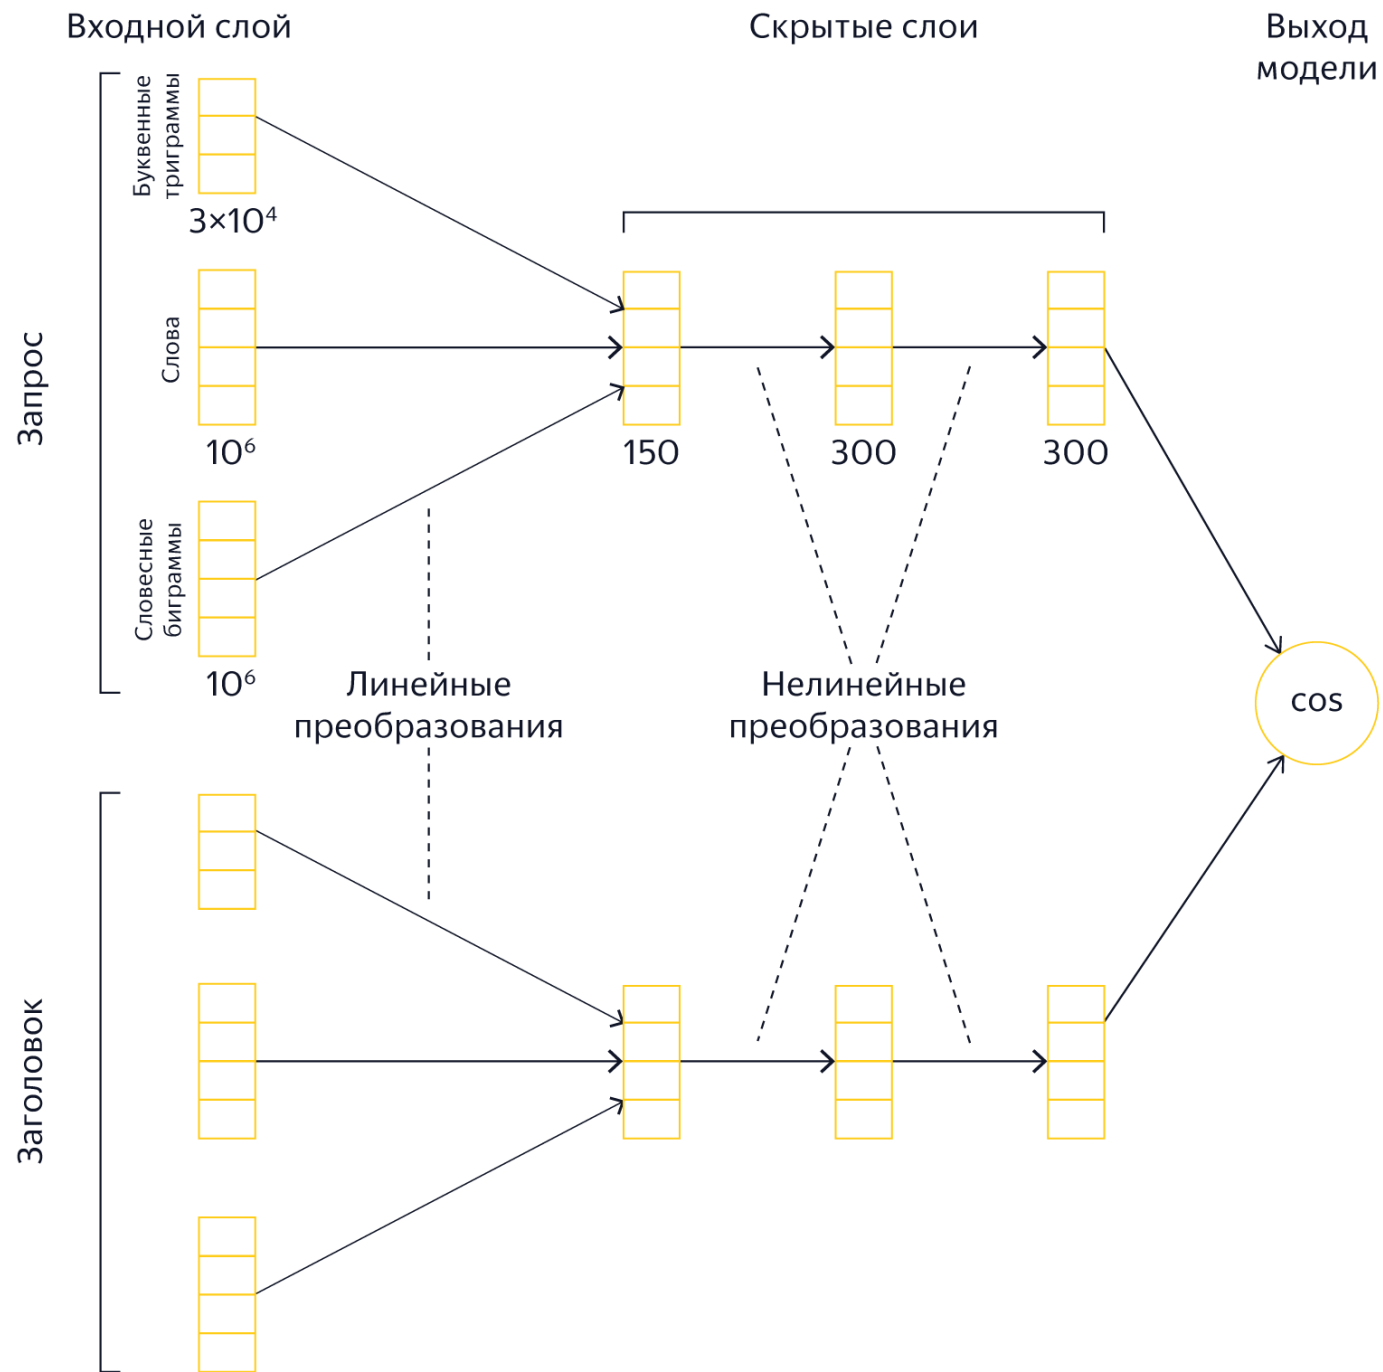 Входной слой
Скрытые слои
Выход
модели
Запрос
Буквенные
триграммы
3×10⁴
Слова
10⁶
Словесные
биграммы
10⁶
150
300
300
Линейные
преобразования
Нелинейные
преобразования
cos
Заголовок